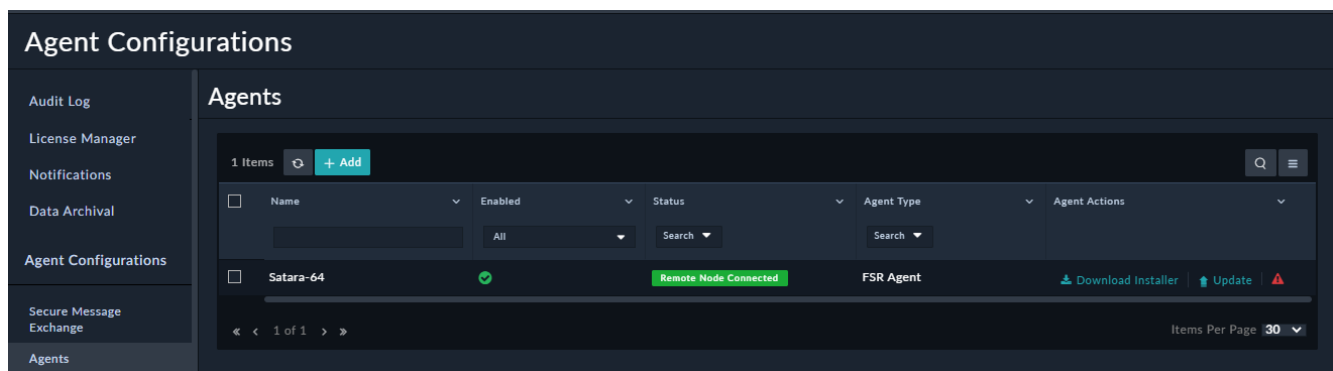 Agent Configurations
Audit Log
License Manager
Notifications
Data Archival
Agent Configurations
Secure Message
Exchange
Agents
Agents
1 Items + Add
Name Enabled Status Agent Type Agent Actions
All Search Search
Satara-64 Remote Node Connected FSR Agent Download Installer Update
« ‹ 1 of 1 › » Items Per Page 30